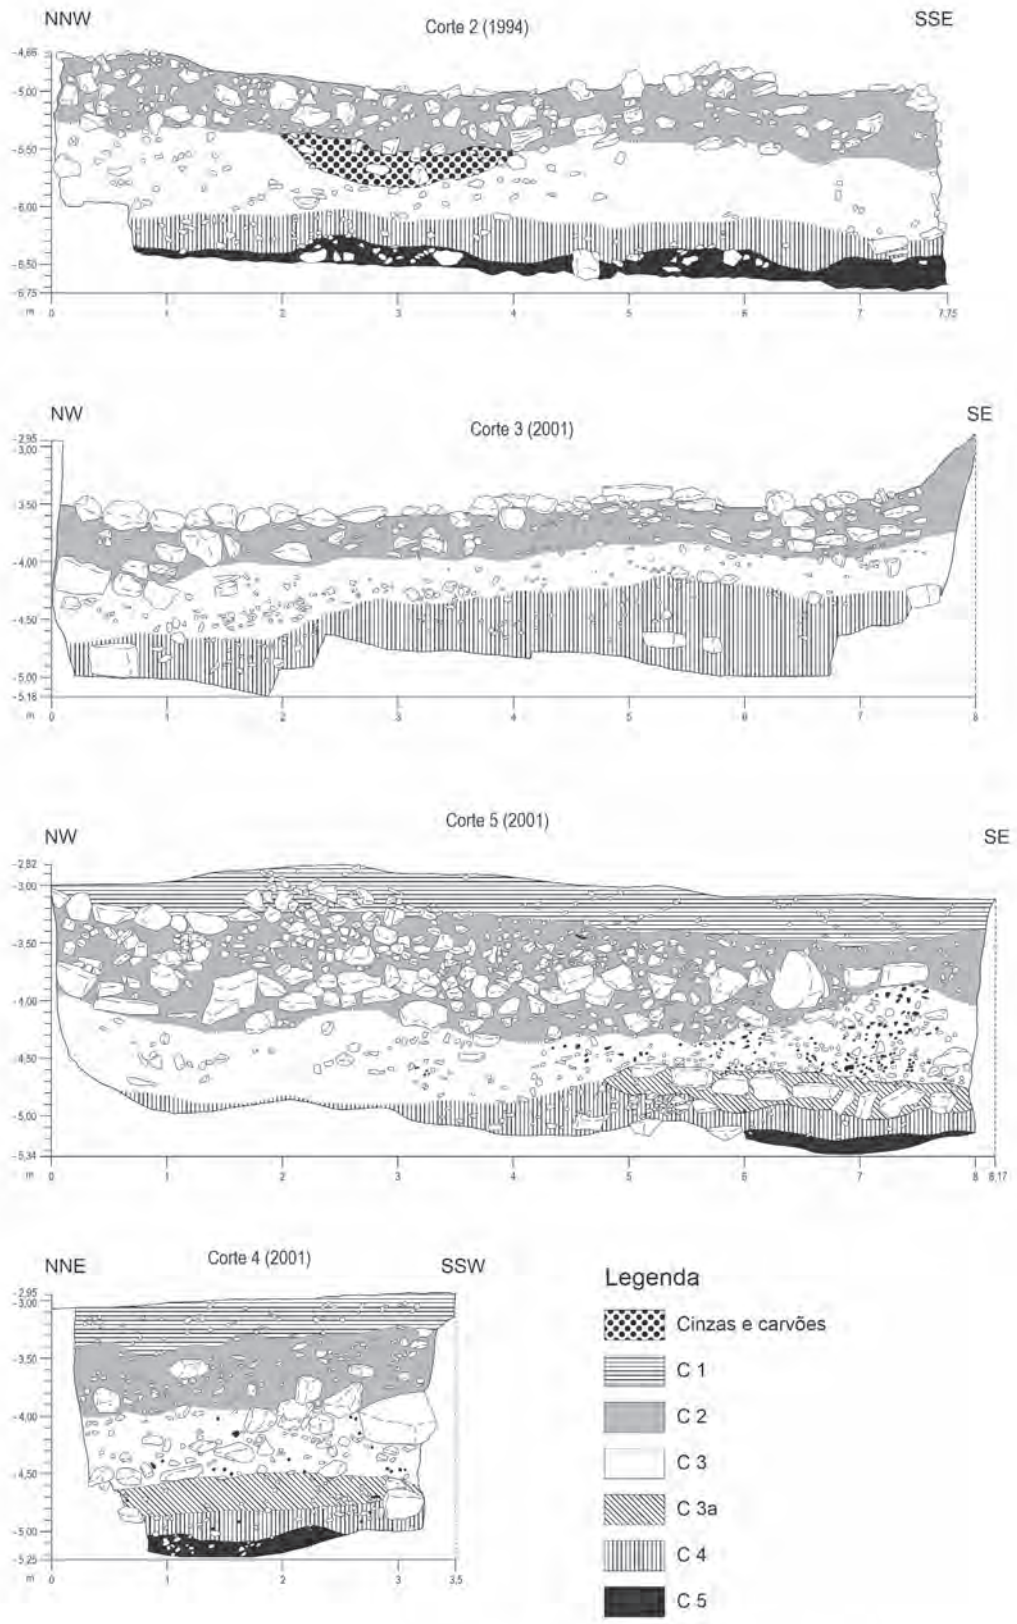 NNW Corte 2 (1994) SSE
-4,65
-5,00
-5,50
-6,00
-6,50
-6,75
m 0 1 2 3 4 5 6 7 7,75
NW Corte 3 (2001) SE
-2,95
-3,00
-3,50
-4,00
-4,50
-5,00
-5,16
m 0 1 2 3 4 5 6 7 8
NW Corte 5 (2001) SE
-2,82
-3,00
-3,50
-4,00
-4,50
-5,00
-5,34
m 0 1 2 3 4 5 6 7 8 8,17
NNE Corte 4 (2001) SSW
-2,95
-3,00
-3,50
-4,00
-4,50
-5,00
-5,25
m 0 1 2 3 3,5
Legenda
Cinzas e carvões
C 1
C 2
C 3
C 3a
C 4
C 5